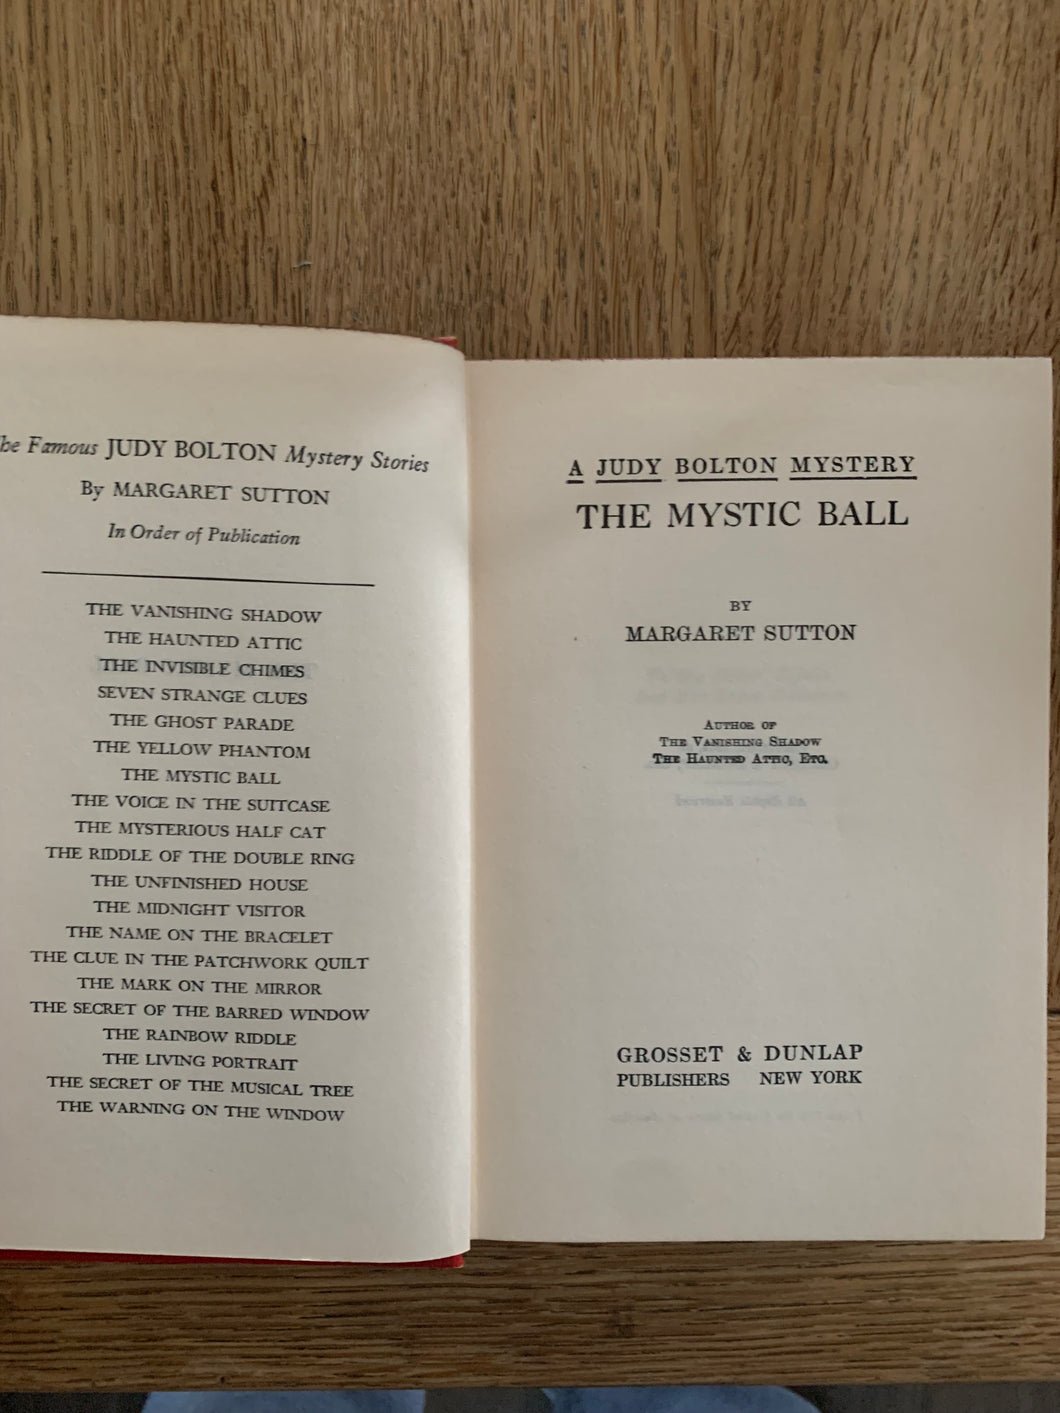 he Famous JUDY BOLTON Mystery Stories
By MARGARET SUTTON
In Order of Publication
THE VANISHING SHADOW
THE HAUNTED ATTIC
THE INVISIBLE CHIMES
SEVEN STRANGE CLUES
THE GHOST PARADE
THE YELLOW PHANTOM
THE MYSTIC BALL
THE VOICE IN THE SUITCASE
THE MYSTERIOUS HALF CAT
THE RIDDLE OF THE DOUBLE RING
THE UNFINISHED HOUSE
THE MIDNIGHT VISITOR
THE NAME ON THE BRACELET
THE CLUE IN THE PATCHWORK QUILT
THE MARK ON THE MIRROR
THE SECRET OF THE BARRED WINDOW
THE RAINBOW RIDDLE
THE LIVING PORTRAIT
THE SECRET OF THE MUSICAL TREE
THE WARNING ON THE WINDOW
A JUDY BOLTON MYSTERY
THE MYSTIC BALL
BY
MARGARET SUTTON
AUTHOR OF
THE VANISHING SHADOW
THE HAUNTED ATTIC, ETC.
GROSSET & DUNLAP
PUBLISHERS NEW YORK